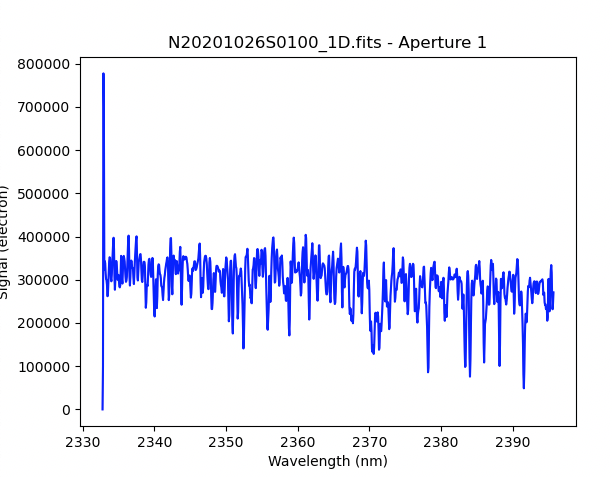 N20201026S0100_1D.fits - Aperture 1
800000
700000
600000
500000
400000
300000
200000
100000
0
Signal (electron)
2330 2340 2350 2360 2370 2380 2390
Wavelength (nm)